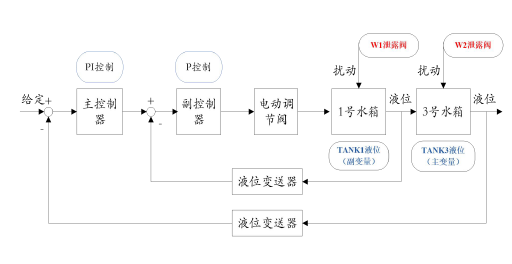 W1泄露阀
W2泄露阀
PI控制
P控制
扰动
扰动
给定
+
-
主控制
器
+
-
副控制
器
电动调
节阀
1号水箱
液位
3号水箱
液位
TANK1液位
（副变量）
TANK3液位
（主变量）
液位变送器
液位变送器